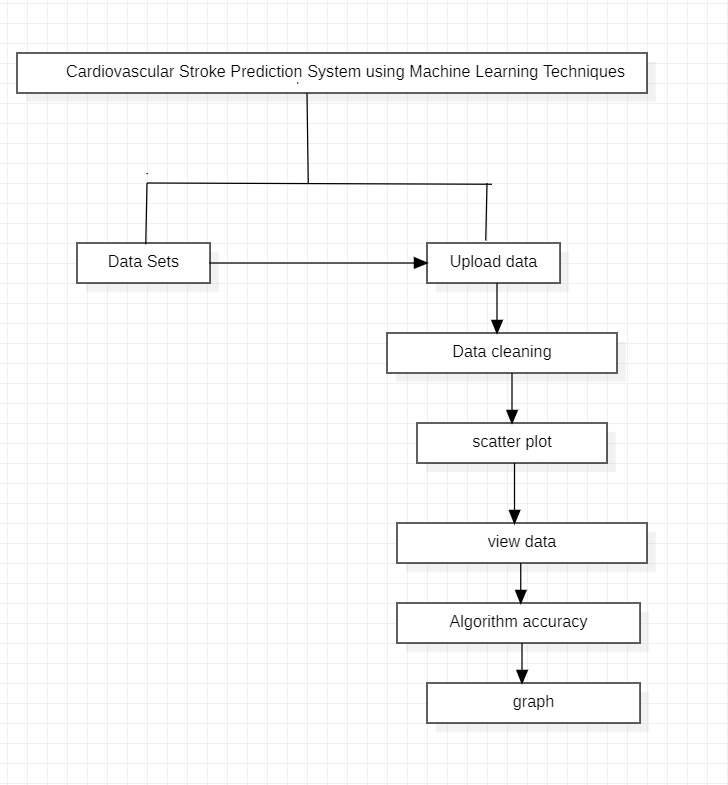 Cardiovascular Stroke Prediction System using Machine Learning Techniques
Data Sets
Upload data
Data cleaning
scatter plot
view data
Algorithm accuracy
graph